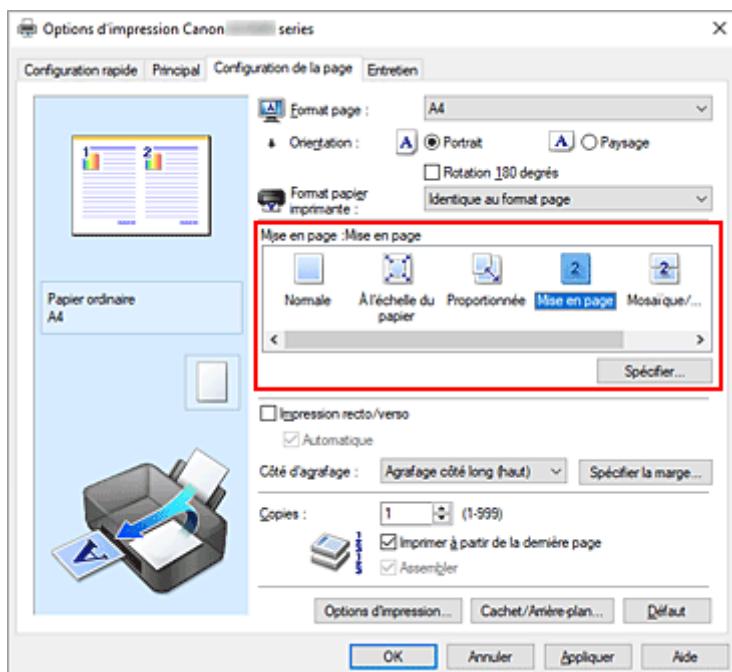 Options d'impression Canon series
Configuration rapide Principal Configuration de la page Entretien
Format page : A4
Orientation : A Portrait A Paysage
Rotation 180 degrés
Format papier imprimante : Identique au format page
Mise en page :Mise en page
2 2
Normale À l'échelle du papier Proportionnée Mise en page Mosaïque/...
Spécifier...
1 2
Papier ordinaire
A4
Impression recto/verso
Automatique
Côté d'agrafage : Agrafage côté long (haut) Spécifier la marge...
Copies : 1 (1-999)
Imprimer à partir de la dernière page
Assembler
A
Options d'impression... Cachet/Arrière-plan... Défaut
OK Annuler Appliquer Aide